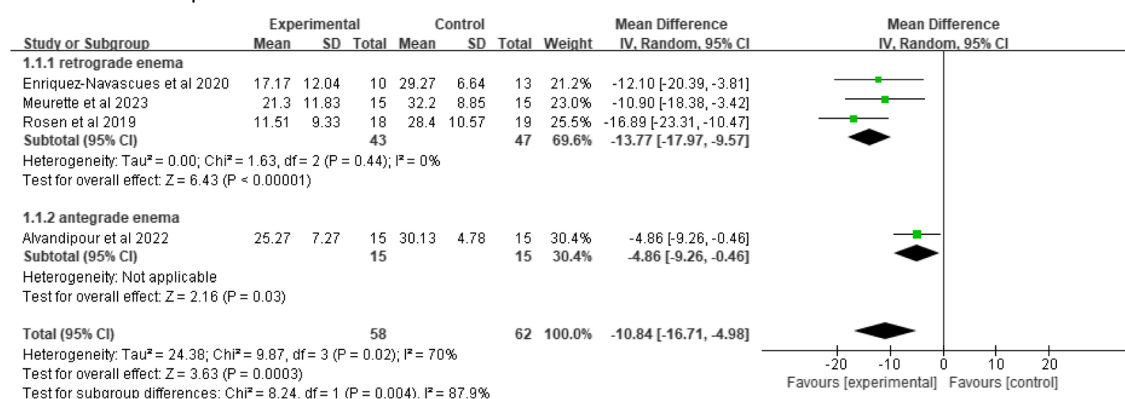 Experimental Control Mean Difference Mean Difference
Study or Subgroup Mean SD Total Mean SD Total Weight IV, Random, 95% CI IV, Random, 95% CI
1.1.1 retrograde enema
Enriquez-Navascues et al 2020 17.17 12.04 10 29.27 6.64 13 21.2% -12.10 [-20.39, -3.81]
Meurette et al 2023 21.3 11.83 15 32.2 8.85 15 23.0% -10.90 [-18.38, -3.42]
Rosen et al 2019 11.51 9.33 18 28.4 10.57 19 25.5% -16.89 [-23.31, -10.47]
Subtotal (95% CI) 43 47 69.6% -13.77 [-17.97, -9.57]
Heterogeneity: Tau² = 0.00; Chi² = 1.63, df = 2 (P = 0.44); I² = 0%
Test for overall effect: Z = 6.43 (P < 0.00001)
1.1.2 antegrade enema
Alvandipour et al 2022 25.27 7.27 15 30.13 4.78 15 30.4% -4.86 [-9.26, -0.46]
Subtotal (95% CI) 15 15 30.4% -4.86 [-9.26, -0.46]
Heterogeneity: Not applicable
Test for overall effect: Z = 2.16 (P = 0.03)
Total (95% CI) 58 62 100.0% -10.84 [-16.71, -4.98]
Heterogeneity: Tau² = 24.38; Chi² = 9.87, df = 3 (P = 0.02); I² = 70%
Test for overall effect: Z = 3.63 (P = 0.0003)
Test for subgroup differences: Chi² = 8.24, df = 1 (P = 0.004), I² = 87.9%
-20 -10 0 10 20
Favours [experimental] Favours [control]